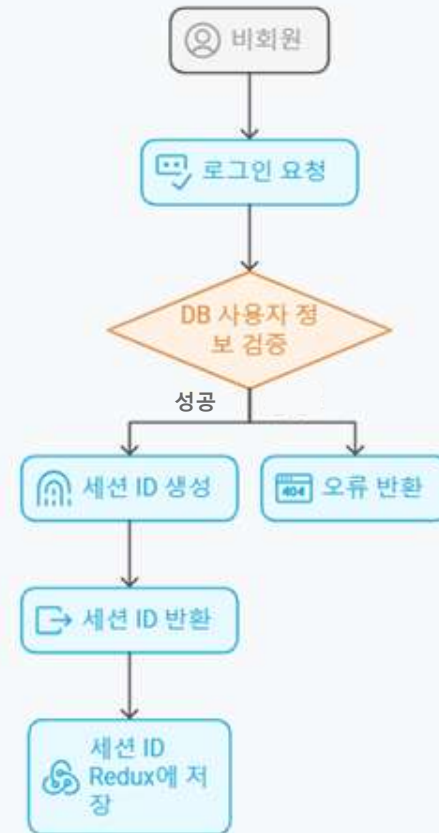 비회원
로그인 요청
DB 사용자 정
보 검증
성공
세션 ID 생성
404
오류 반환
세션 ID 반환
세션 ID
Redux에 저
장